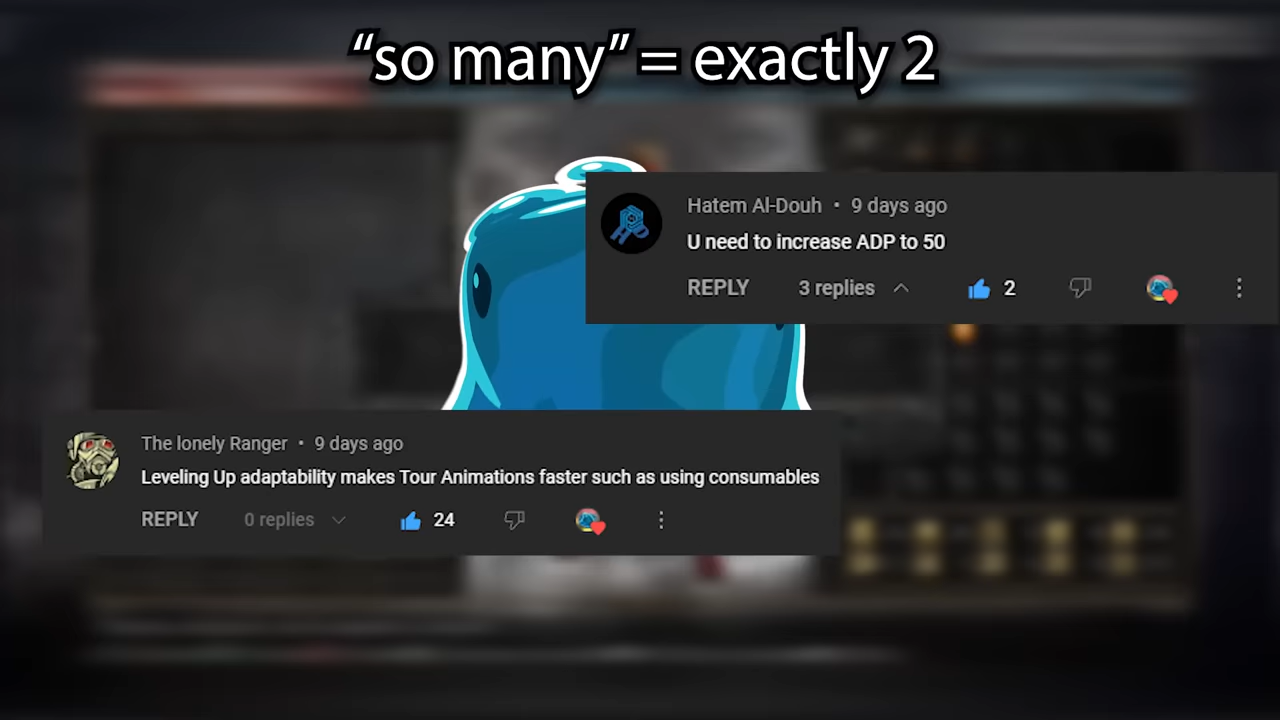 “so many” = exactly 2
Hatem Al-Douh • 9 days ago
U need to increase ADP to 50
REPLY 3 replies 2
The lonely Ranger • 9 days ago
Leveling Up adaptability makes Tour Animations faster such as using consumables
REPLY 0 replies 24